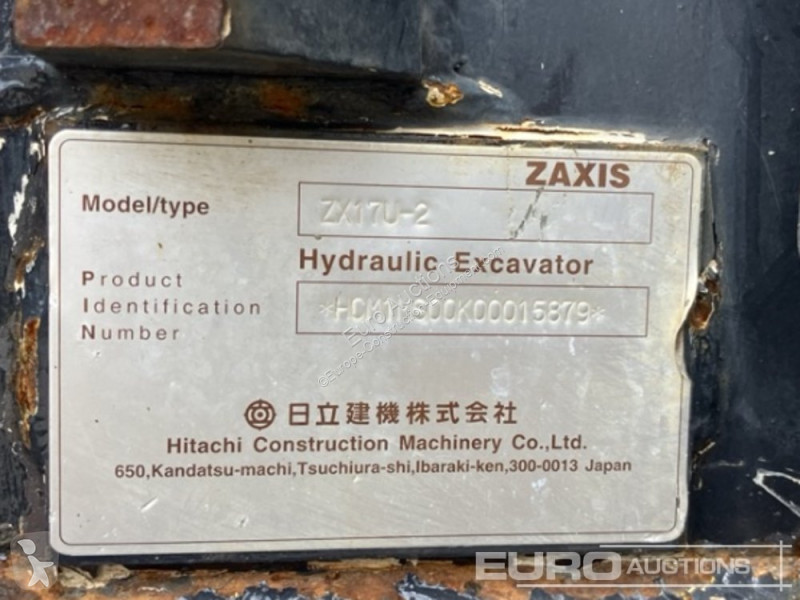 ZAXIS
Model/type ZX17U-2
Hydraulic Excavator
Product
Identification
Number
日立建機株式会社
Hitachi Construction Machinery Co.,Ltd.
650,Kandatsu-machi,Tsuchiura-shi,Ibaraki-ken,300-0013 Japan
EURO
AUCTIONS